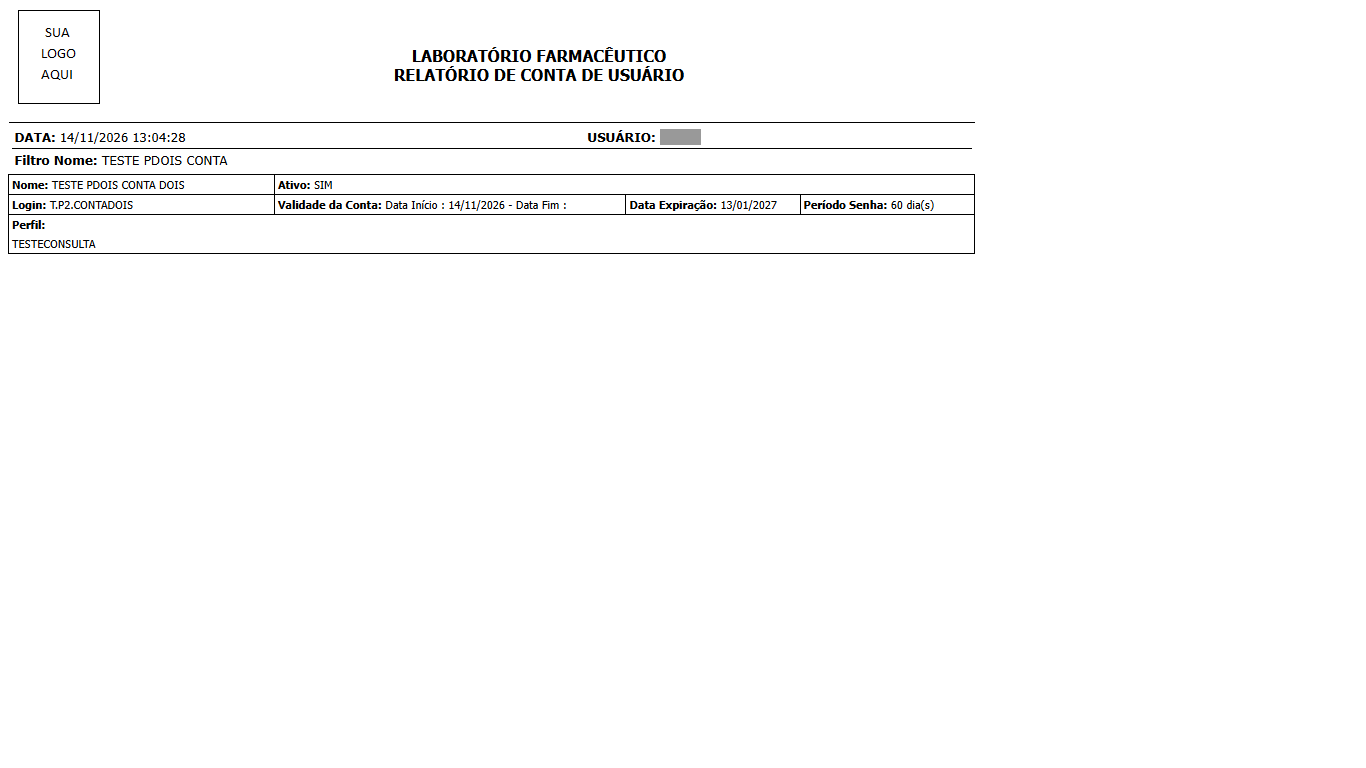 SUA
LOGO
AQUI
LABORATÓRIO FARMACÊUTICO
RELATÓRIO DE CONTA DE USUÁRIO
DATA: 14/11/2026 13:04:28 USUÁRIO:
Filtro Nome: TESTE PDOIS CONTA
Nome: TESTE PDOIS CONTA DOIS Ativo: SIM
Login: T.P2.CONTADOIS Validade da Conta: Data Início : 14/11/2026 - Data Fim : Data Expiração: 13/01/2027 Período Senha: 60 dia(s)
Perfil:
TESTECONSULTA